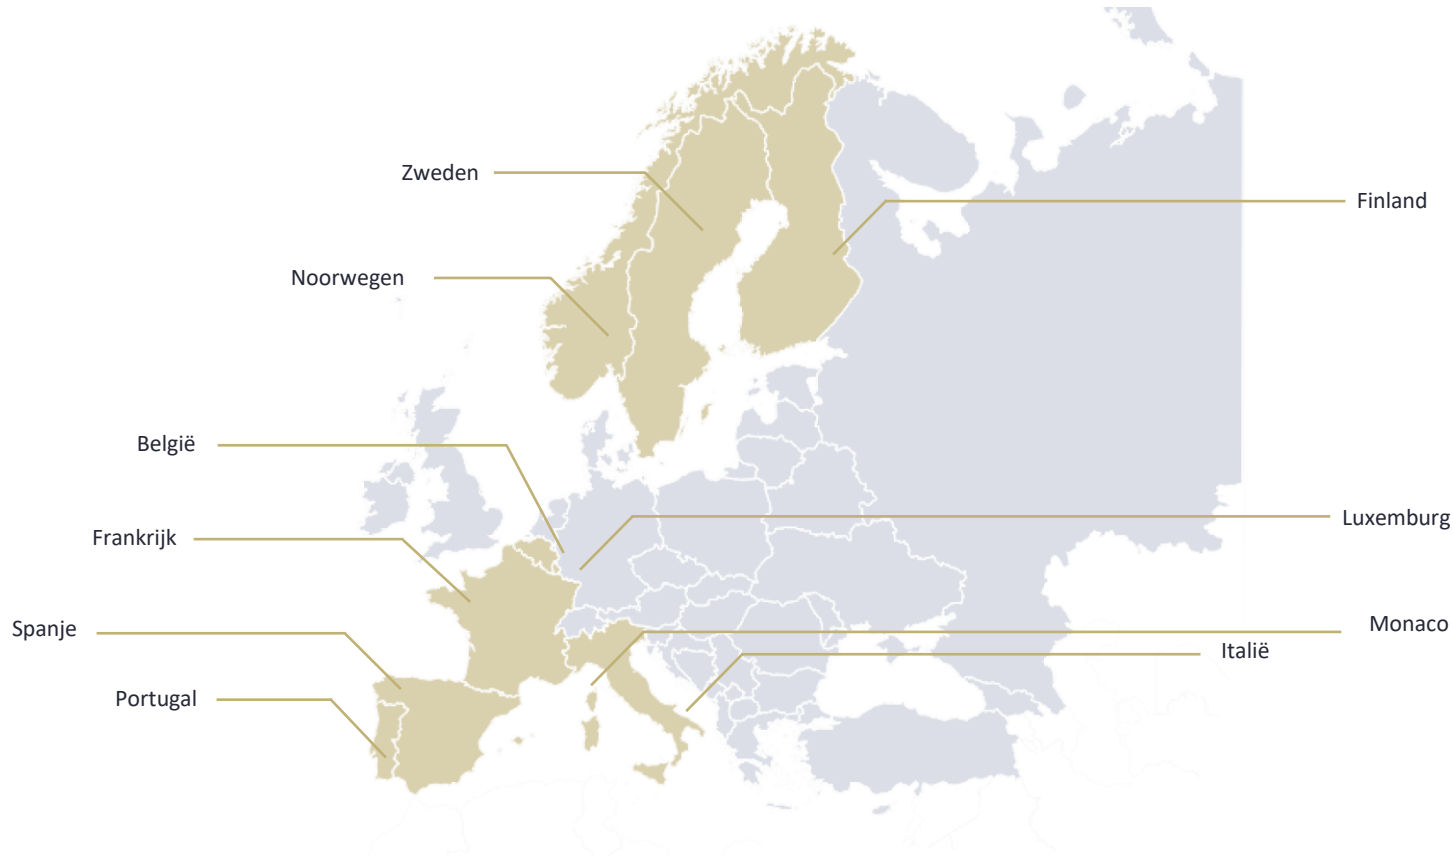 Zweden
Finland
Noorwegen
België
Luxemburg
Frankrijk
Monaco
Spanje
Italië
Portugal